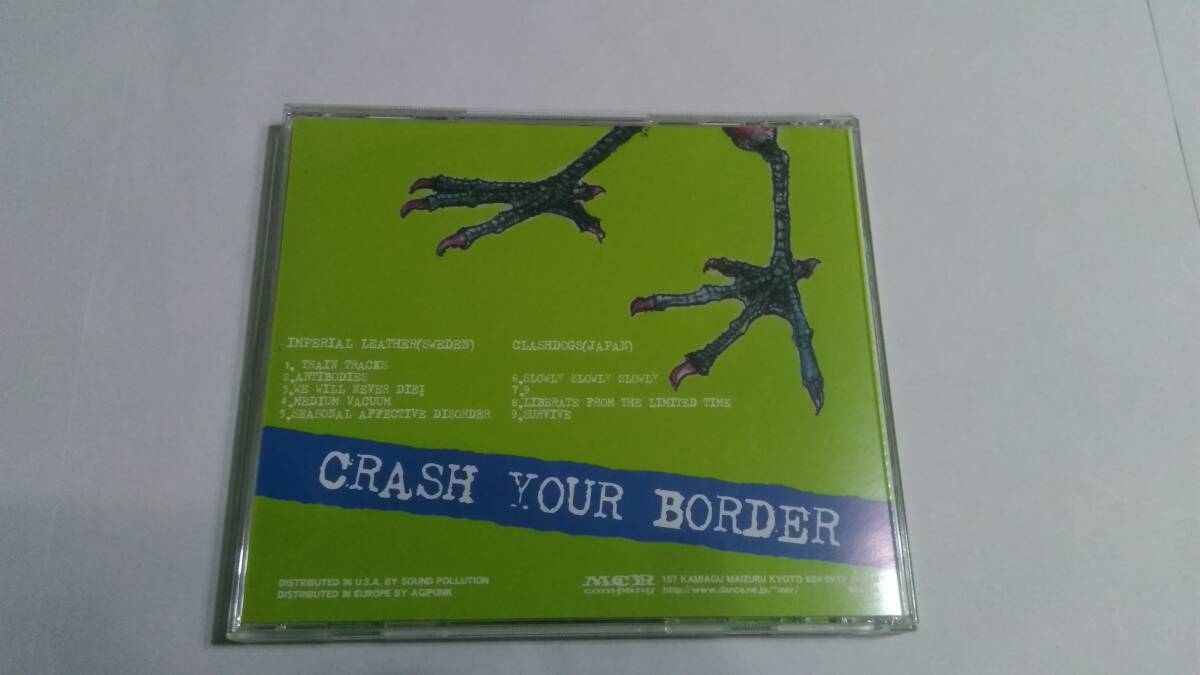 IMPERIAL LEATHER(SWEDEN)
1. TRAIN TRACKS
2.ANTIBODIES
3.WE WILL NEVER DIE!
4.MEDIUM VACUUM
5.SEASONAL AFFECTIVE DISORDER
CLASHDOGS(JAPAN)
6.SLOWLY SLOWLY SLOWLY
7.9
8.LIBERATE FROM THE LIMITED TIME
9.SURVIVE
CRASH YOUR BORDER
DISTRIBUTED IN U.S.A. BY SOUND POLLUTION
DISTRIBUTED IN EUROPE BY AGIPUNK
MCR
company
157 KAMIAGU MAIZURU KYOTO
http://www.dance.ne.jp/~mcr/